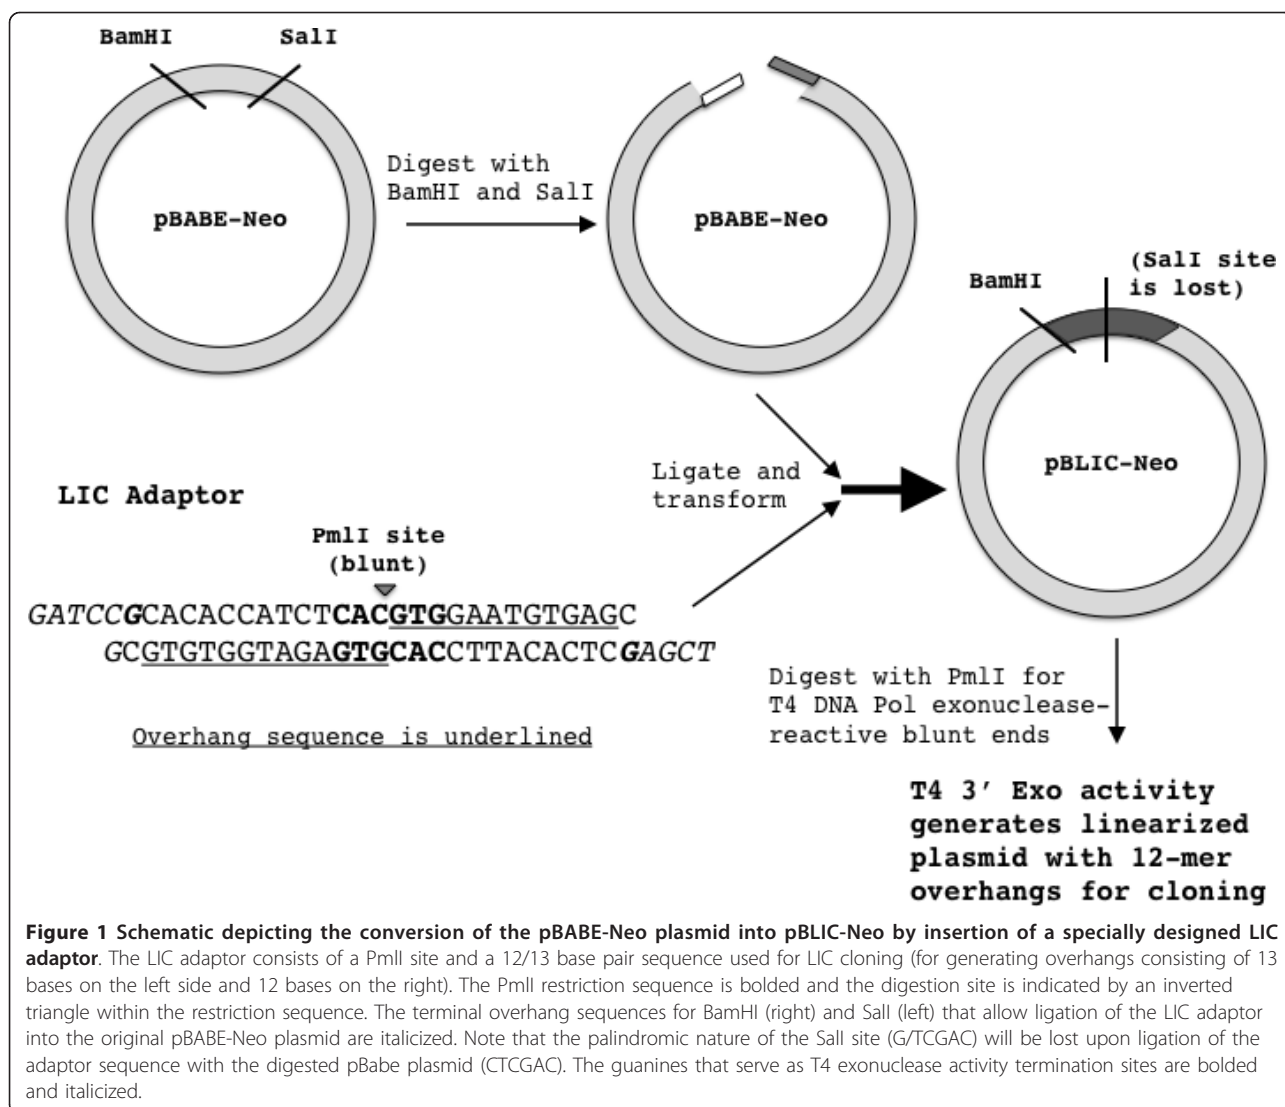 BamHI SalI
Digest with
BamHI and SalI
pBABE-Neo
pBABE-Neo
(SalI site
is lost)
BamHI
Ligate and
transform
pBLIC-Neo
LIC Adaptor
PmlI site
(blunt)
GATCCGCACACCATCTCACGTGGAATGTGAGC
GCGTGTGGTAGAGTGCACCTTACACTCGAGCT
Overhang sequence is underlined
Digest with PmlI for
T4 DNA Pol exonuclease-
reactive blunt ends
T4 3′ Exo activity
generates linearized
plasmid with 12-mer
overhangs for cloning
Figure 1 Schematic depicting the conversion of the pBABE-Neo plasmid into pBLIC-Neo by insertion of a specially designed LIC
adaptor. The LIC adaptor consists of a PmlI site and a 12/13 base pair sequence used for LIC cloning (for generating overhangs consisting of 13
bases on the left side and 12 bases on the right). The PmlI restriction sequence is bolded and the digestion site is indicated by an inverted
triangle within the restriction sequence. The terminal overhang sequences for BamHI (right) and SalI (left) that allow ligation of the LIC adaptor
into the original pBABE-Neo plasmid are italicized. Note that the palindromic nature of the SalI site (G/TCGAC) will be lost upon ligation of the
adaptor sequence with the digested pBabe plasmid (CTCGAC). The guanines that serve as T4 exonuclease activity termination sites are bolded
and italicized.